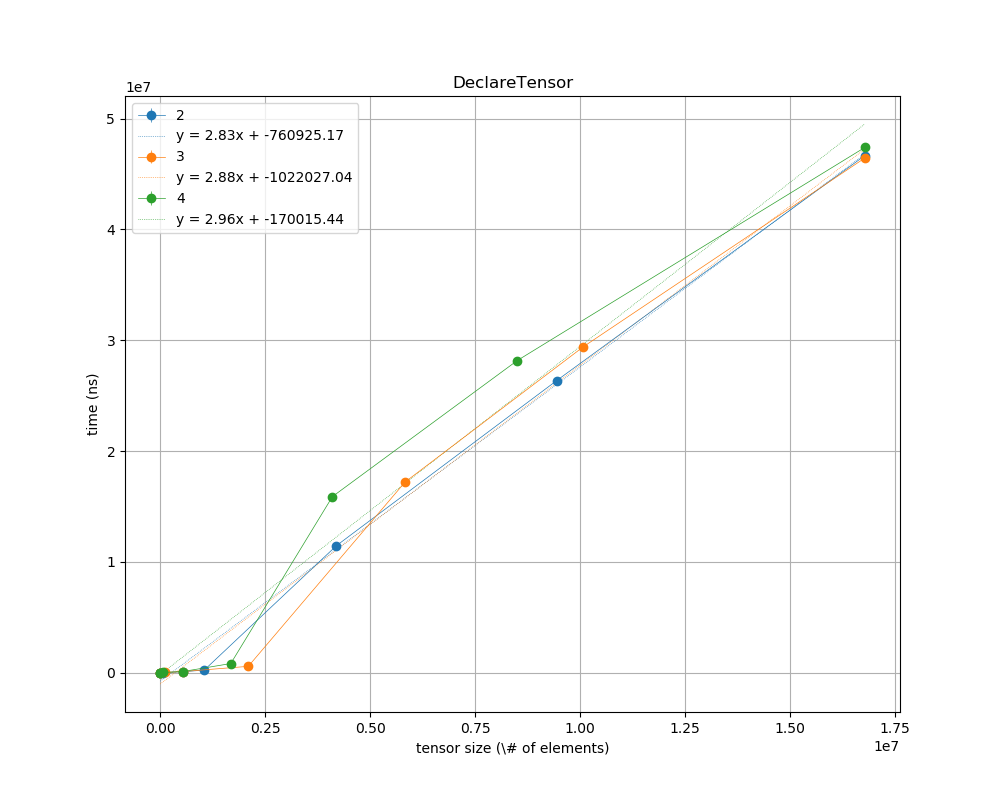 DeclareTensor
1e7
2
y = 2.83x + -760925.17
3
y = 2.88x + -1022027.04
4
y = 2.96x + -170015.44
5
4
3
2
1
0
time (ns)
0.00 0.25 0.50 0.75 1.00 1.25 1.50 1.75
tensor size (\# of elements)
1e7